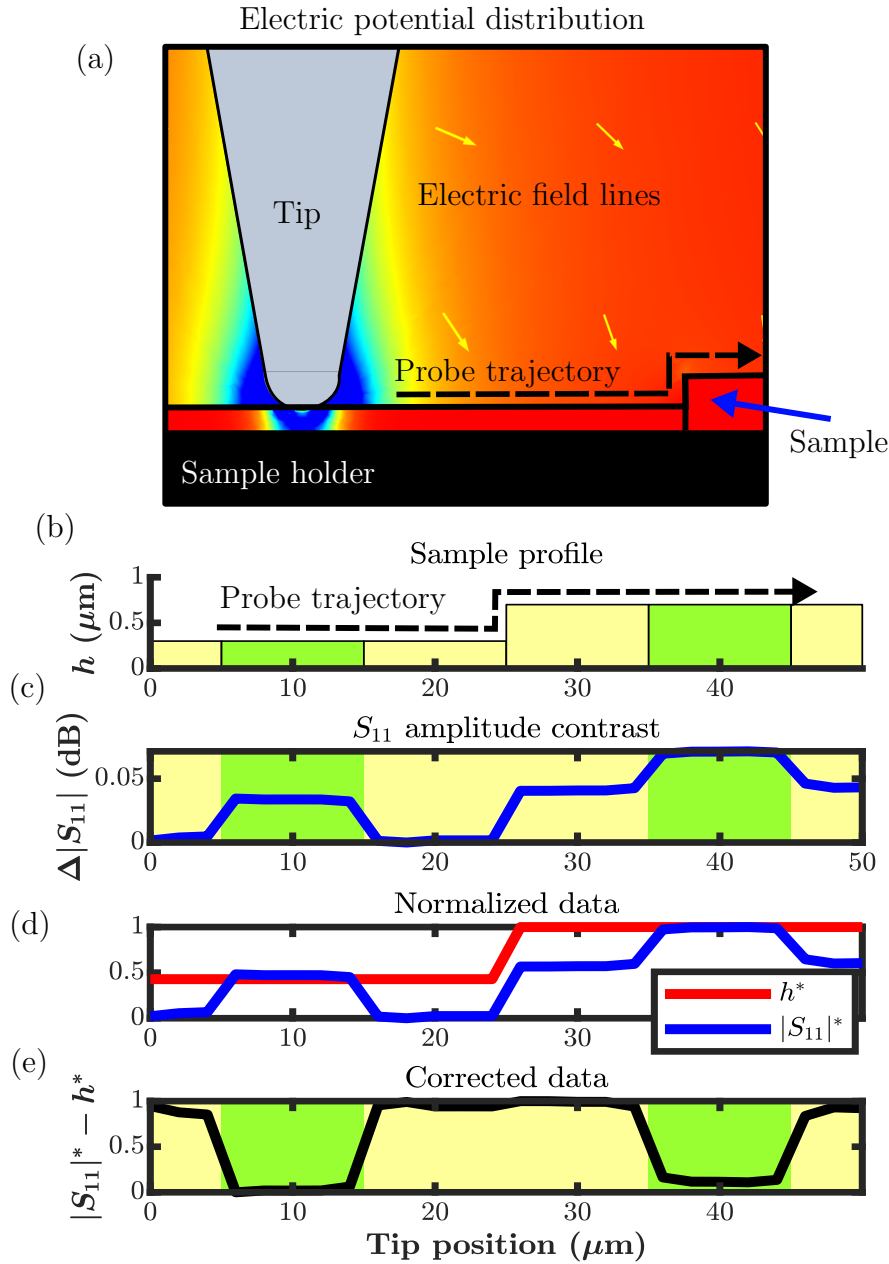 Electric potential distribution
(a)
Tip
Electric field lines
Probe trajectory
Sample
Sample holder
(b)
Sample profile
h (μm)
1
0.5
0
Probe trajectory
0 10 20 30 40
(c)
S₁₁ amplitude contrast
Δ|S₁₁| (dB)
0.05
0
0 10 20 30 40 50
(d)
Normalized data
1
0.5
0
h*
|S₁₁|*
0 10 20 30
(e)
Corrected data
|S₁₁|* − h*
1
0.5
0
0 10 20 30 40
Tip position (μm)